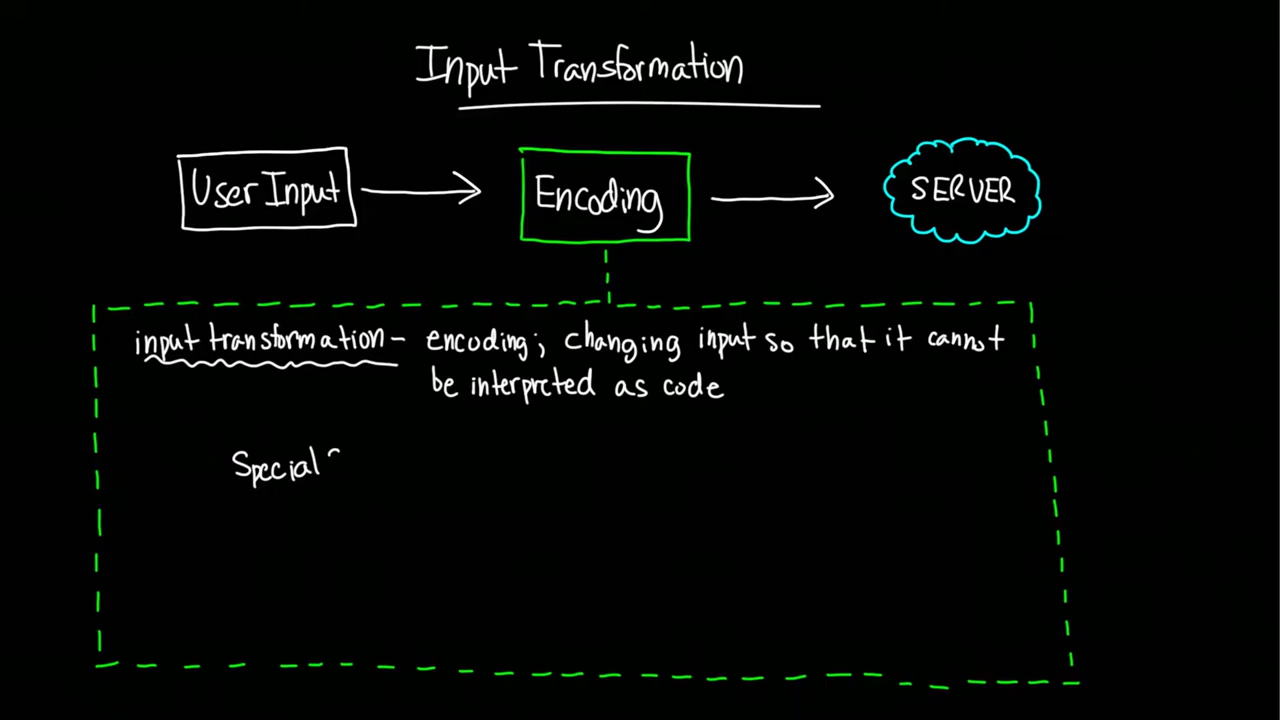 Input Transformation
User Input
Encoding
SERVER
input transformation - encoding; changing input so that it cannot
be interpreted as code
Special